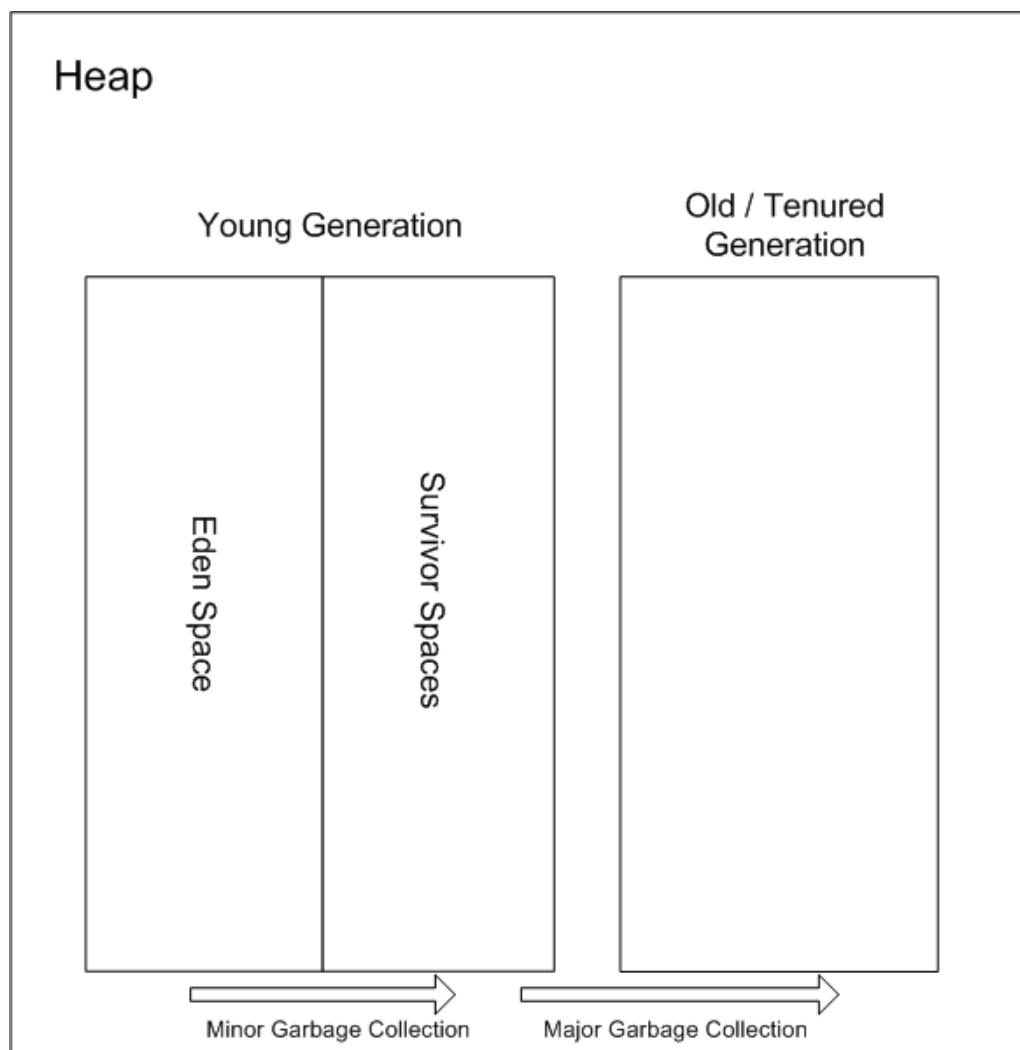 Heap
Young Generation
Old / Tenured
Generation
Eden Space
Survivor Spaces
Minor Garbage Collection
Major Garbage Collection